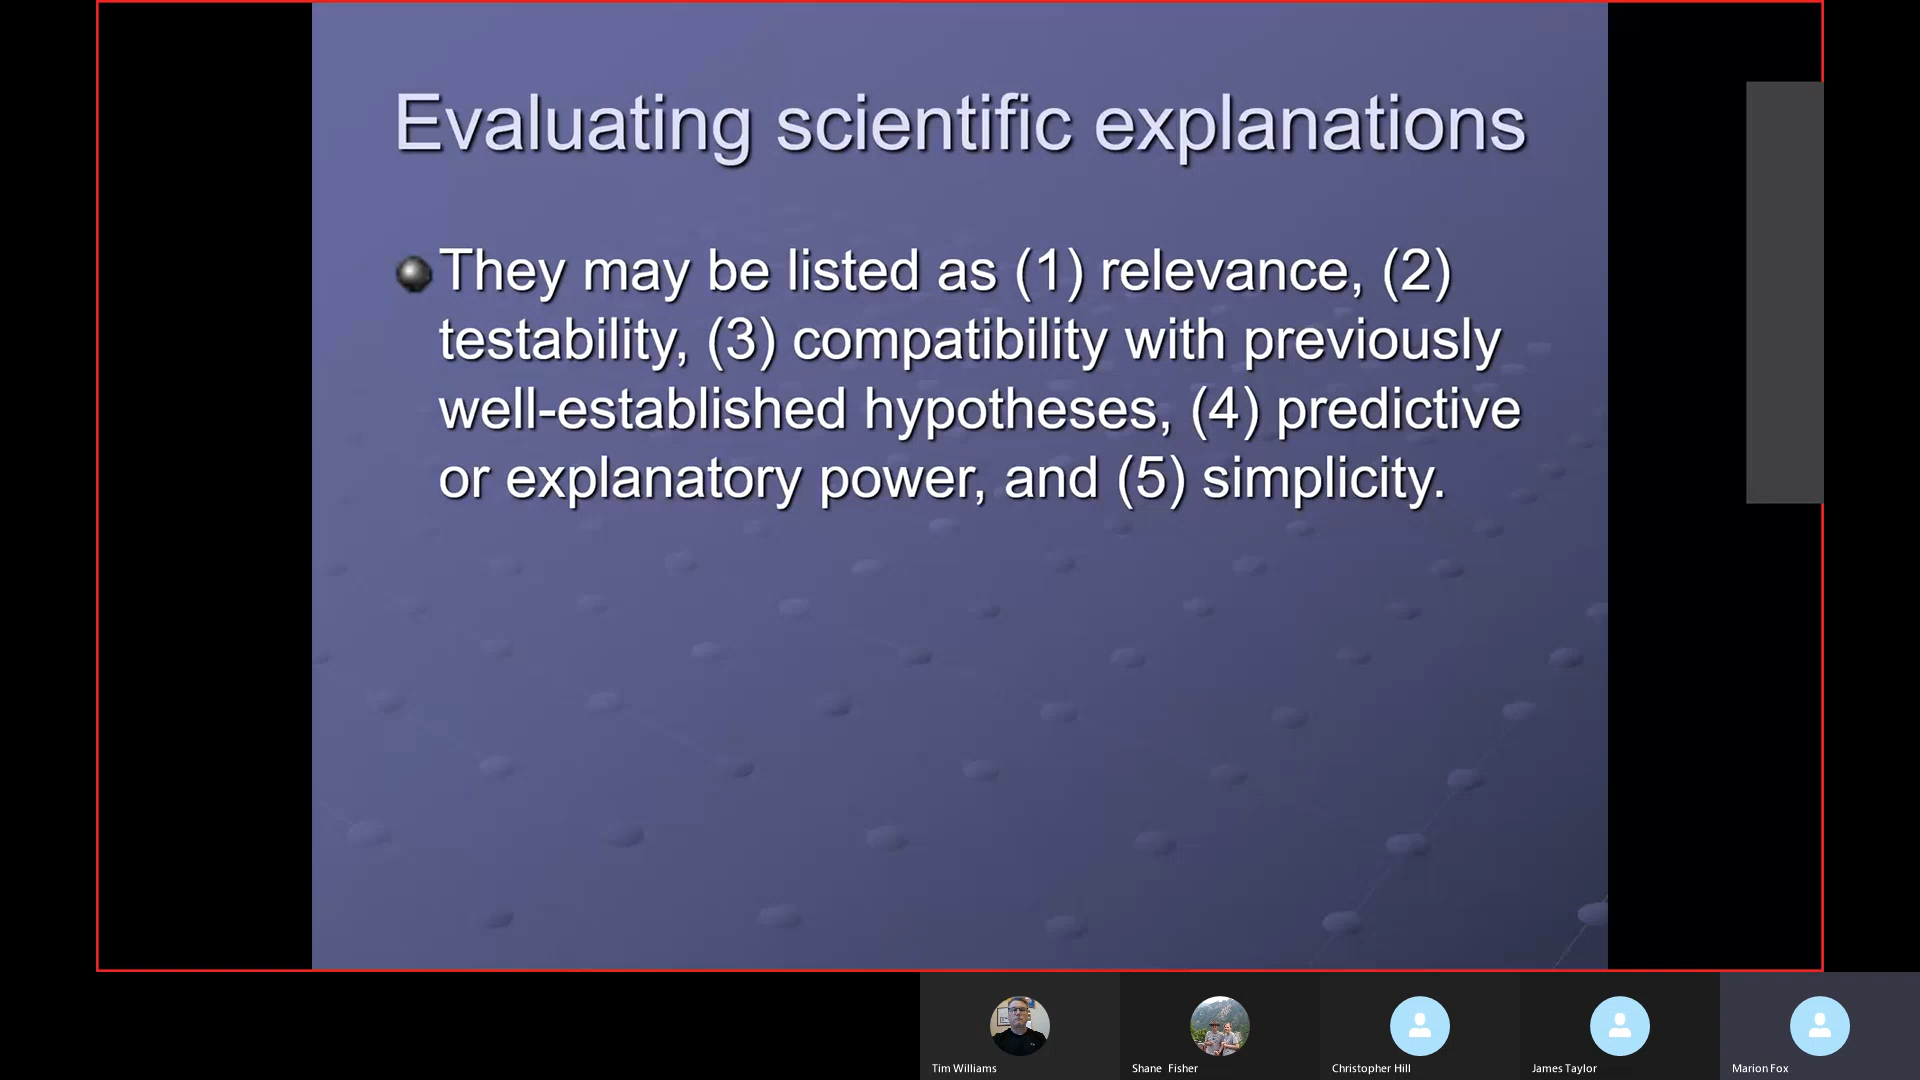 Evaluating scientific explanations
They may be listed as (1) relevance, (2)
testability, (3) compatibility with previously
well-established hypotheses, (4) predictive
or explanatory power, and (5) simplicity.
Tim Williams
Shane Fisher
Christopher Hill
James Taylor
Marion Fox